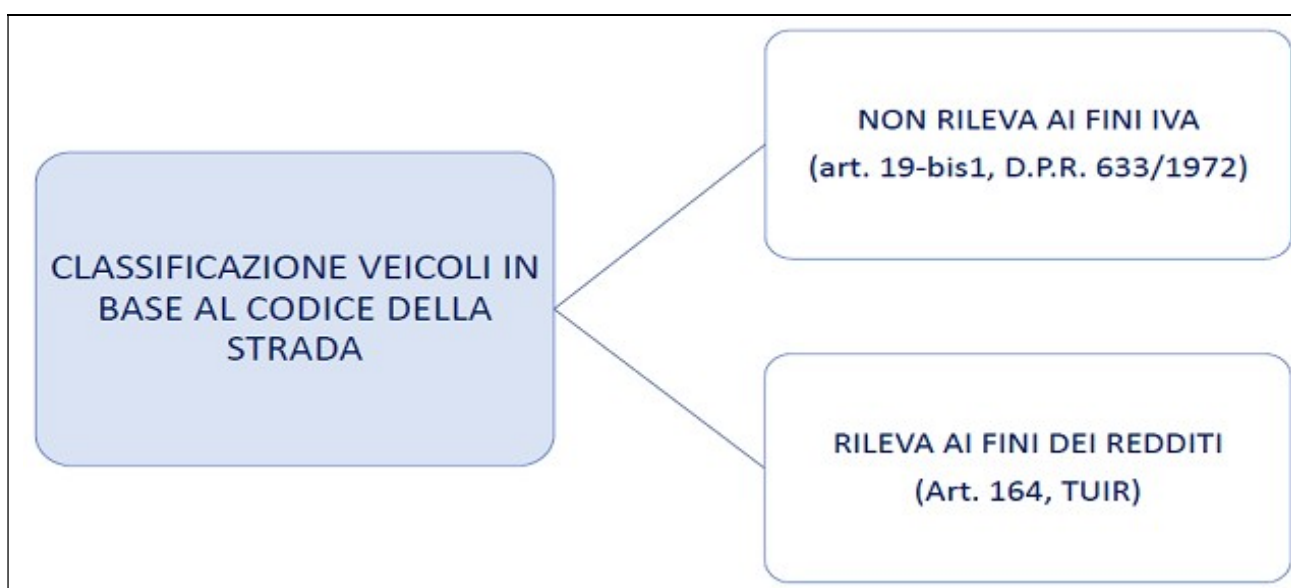 CLASSIFICAZIONE VEICOLI IN
BASE AL CODICE DELLA
STRADA
NON RILEVA AI FINI IVA
(art. 19-bis1, D.P.R. 633/1972)
RILEVA AI FINI DEI REDDITI
(Art. 164, TUIR)